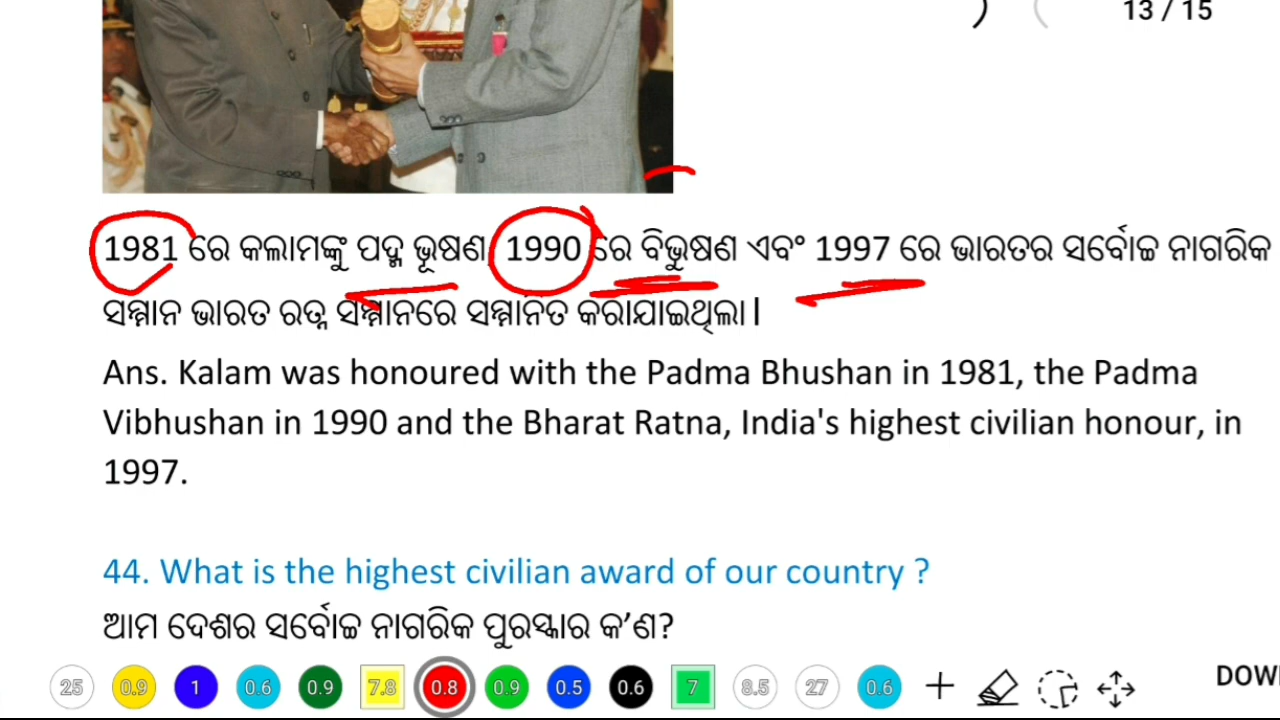 13 / 15
1981 ରେ କଲାମଙ୍କୁ ପଦ୍ମ ଭୂଷଣ 1990 ରେ ବିଭୁଷଣ ଏବଂ 1997 ରେ ଭାରତର ସର୍ବୋଚ୍ଚ ନାଗରିକ
ସମ୍ମାନ ଭାରତ ରତ୍ନ ସମ୍ମାନରେ ସମ୍ମାନିତ କରାଯାଇଥିଲା l
Ans. Kalam was honoured with the Padma Bhushan in 1981, the Padma
Vibhushan in 1990 and the Bharat Ratna, India's highest civilian honour, in
1997.
44. What is the highest civilian award of our country ?
ଆମ ଦେଶର ସର୍ବୋଚ୍ଚ ନାଗରିକ ପୁରସ୍କାର କ’ଣ?
25 0.9 1 0.6 0.9 7.8 0.8 0.9 0.5 0.6 7 8.5 27 0.6